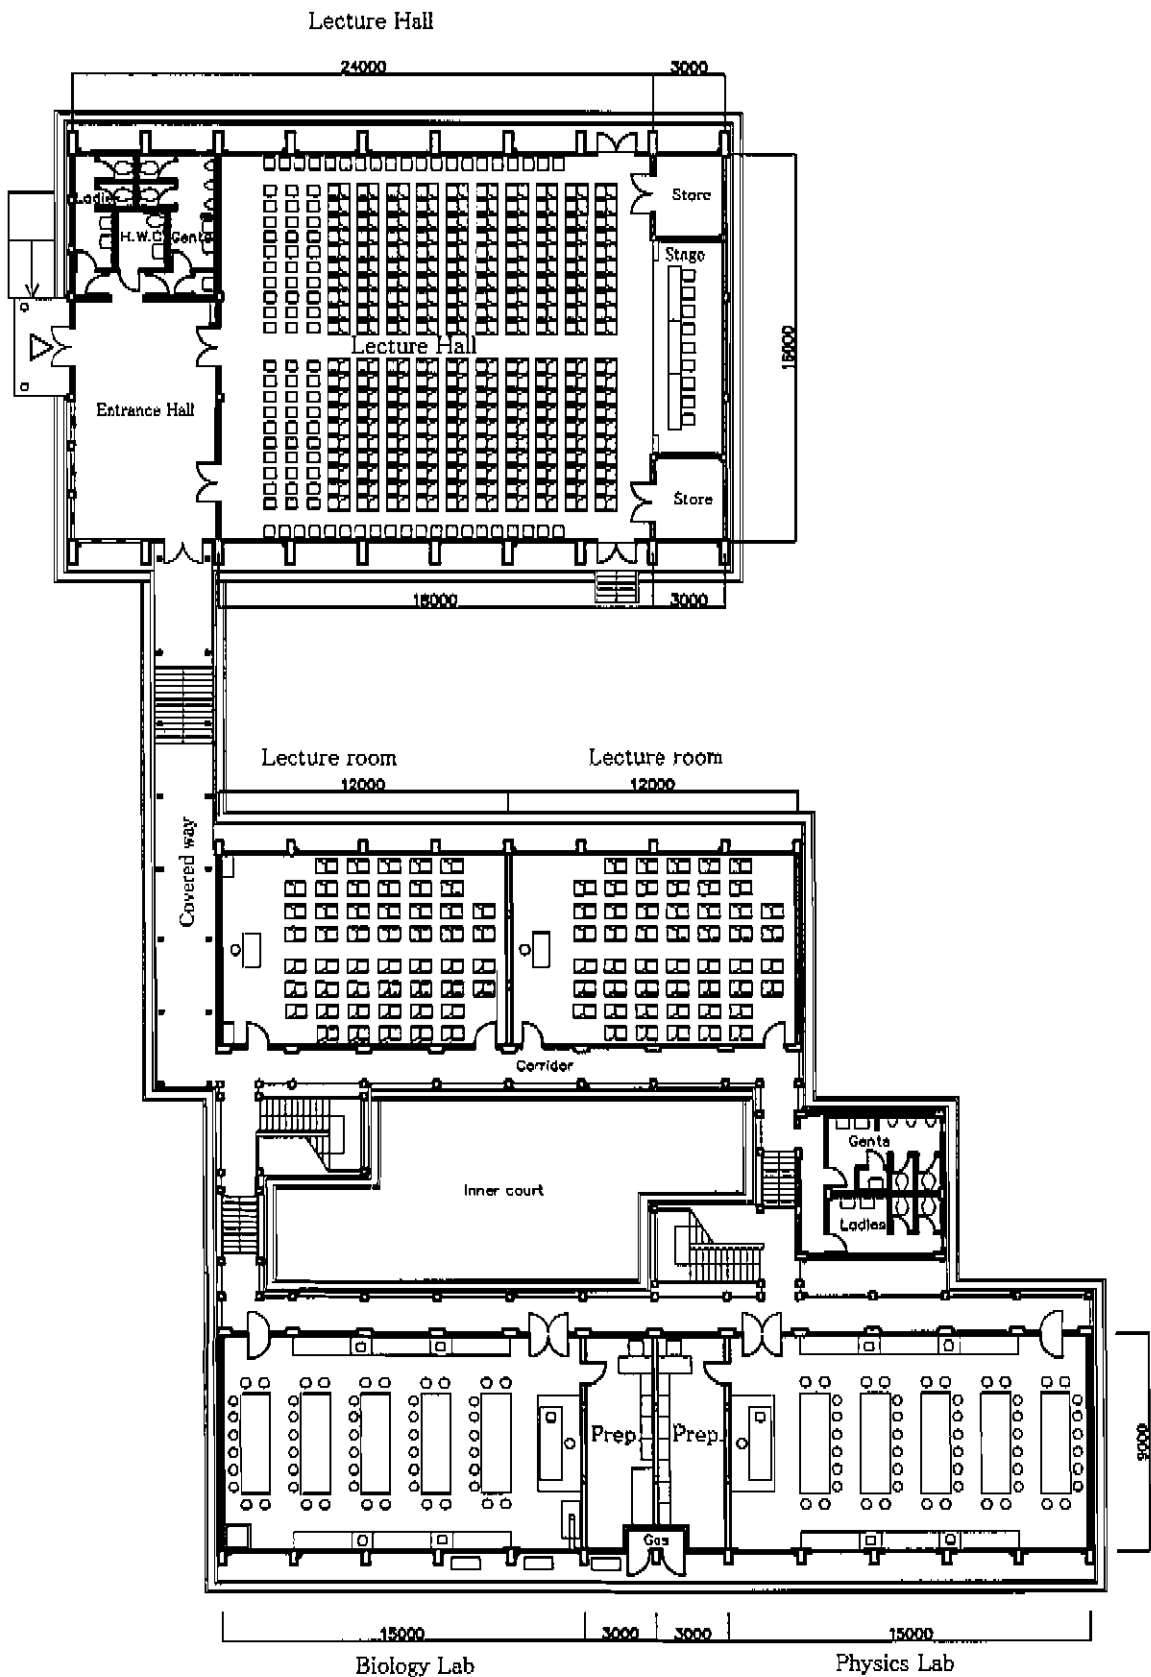 Lecture Hall
24000
3000
Ladies
H.W.C
Gents
Store
Stage
Lecture Hall
Entrance Hall
Store
18000
3000
Lecture room
Lecture room
12000
12000
Covered way
Corridor
Gents
Inner court
Ladies
Prep.
Prep.
9000
Gas
15000
3000
3000
15000
Biology Lab
Physics Lab